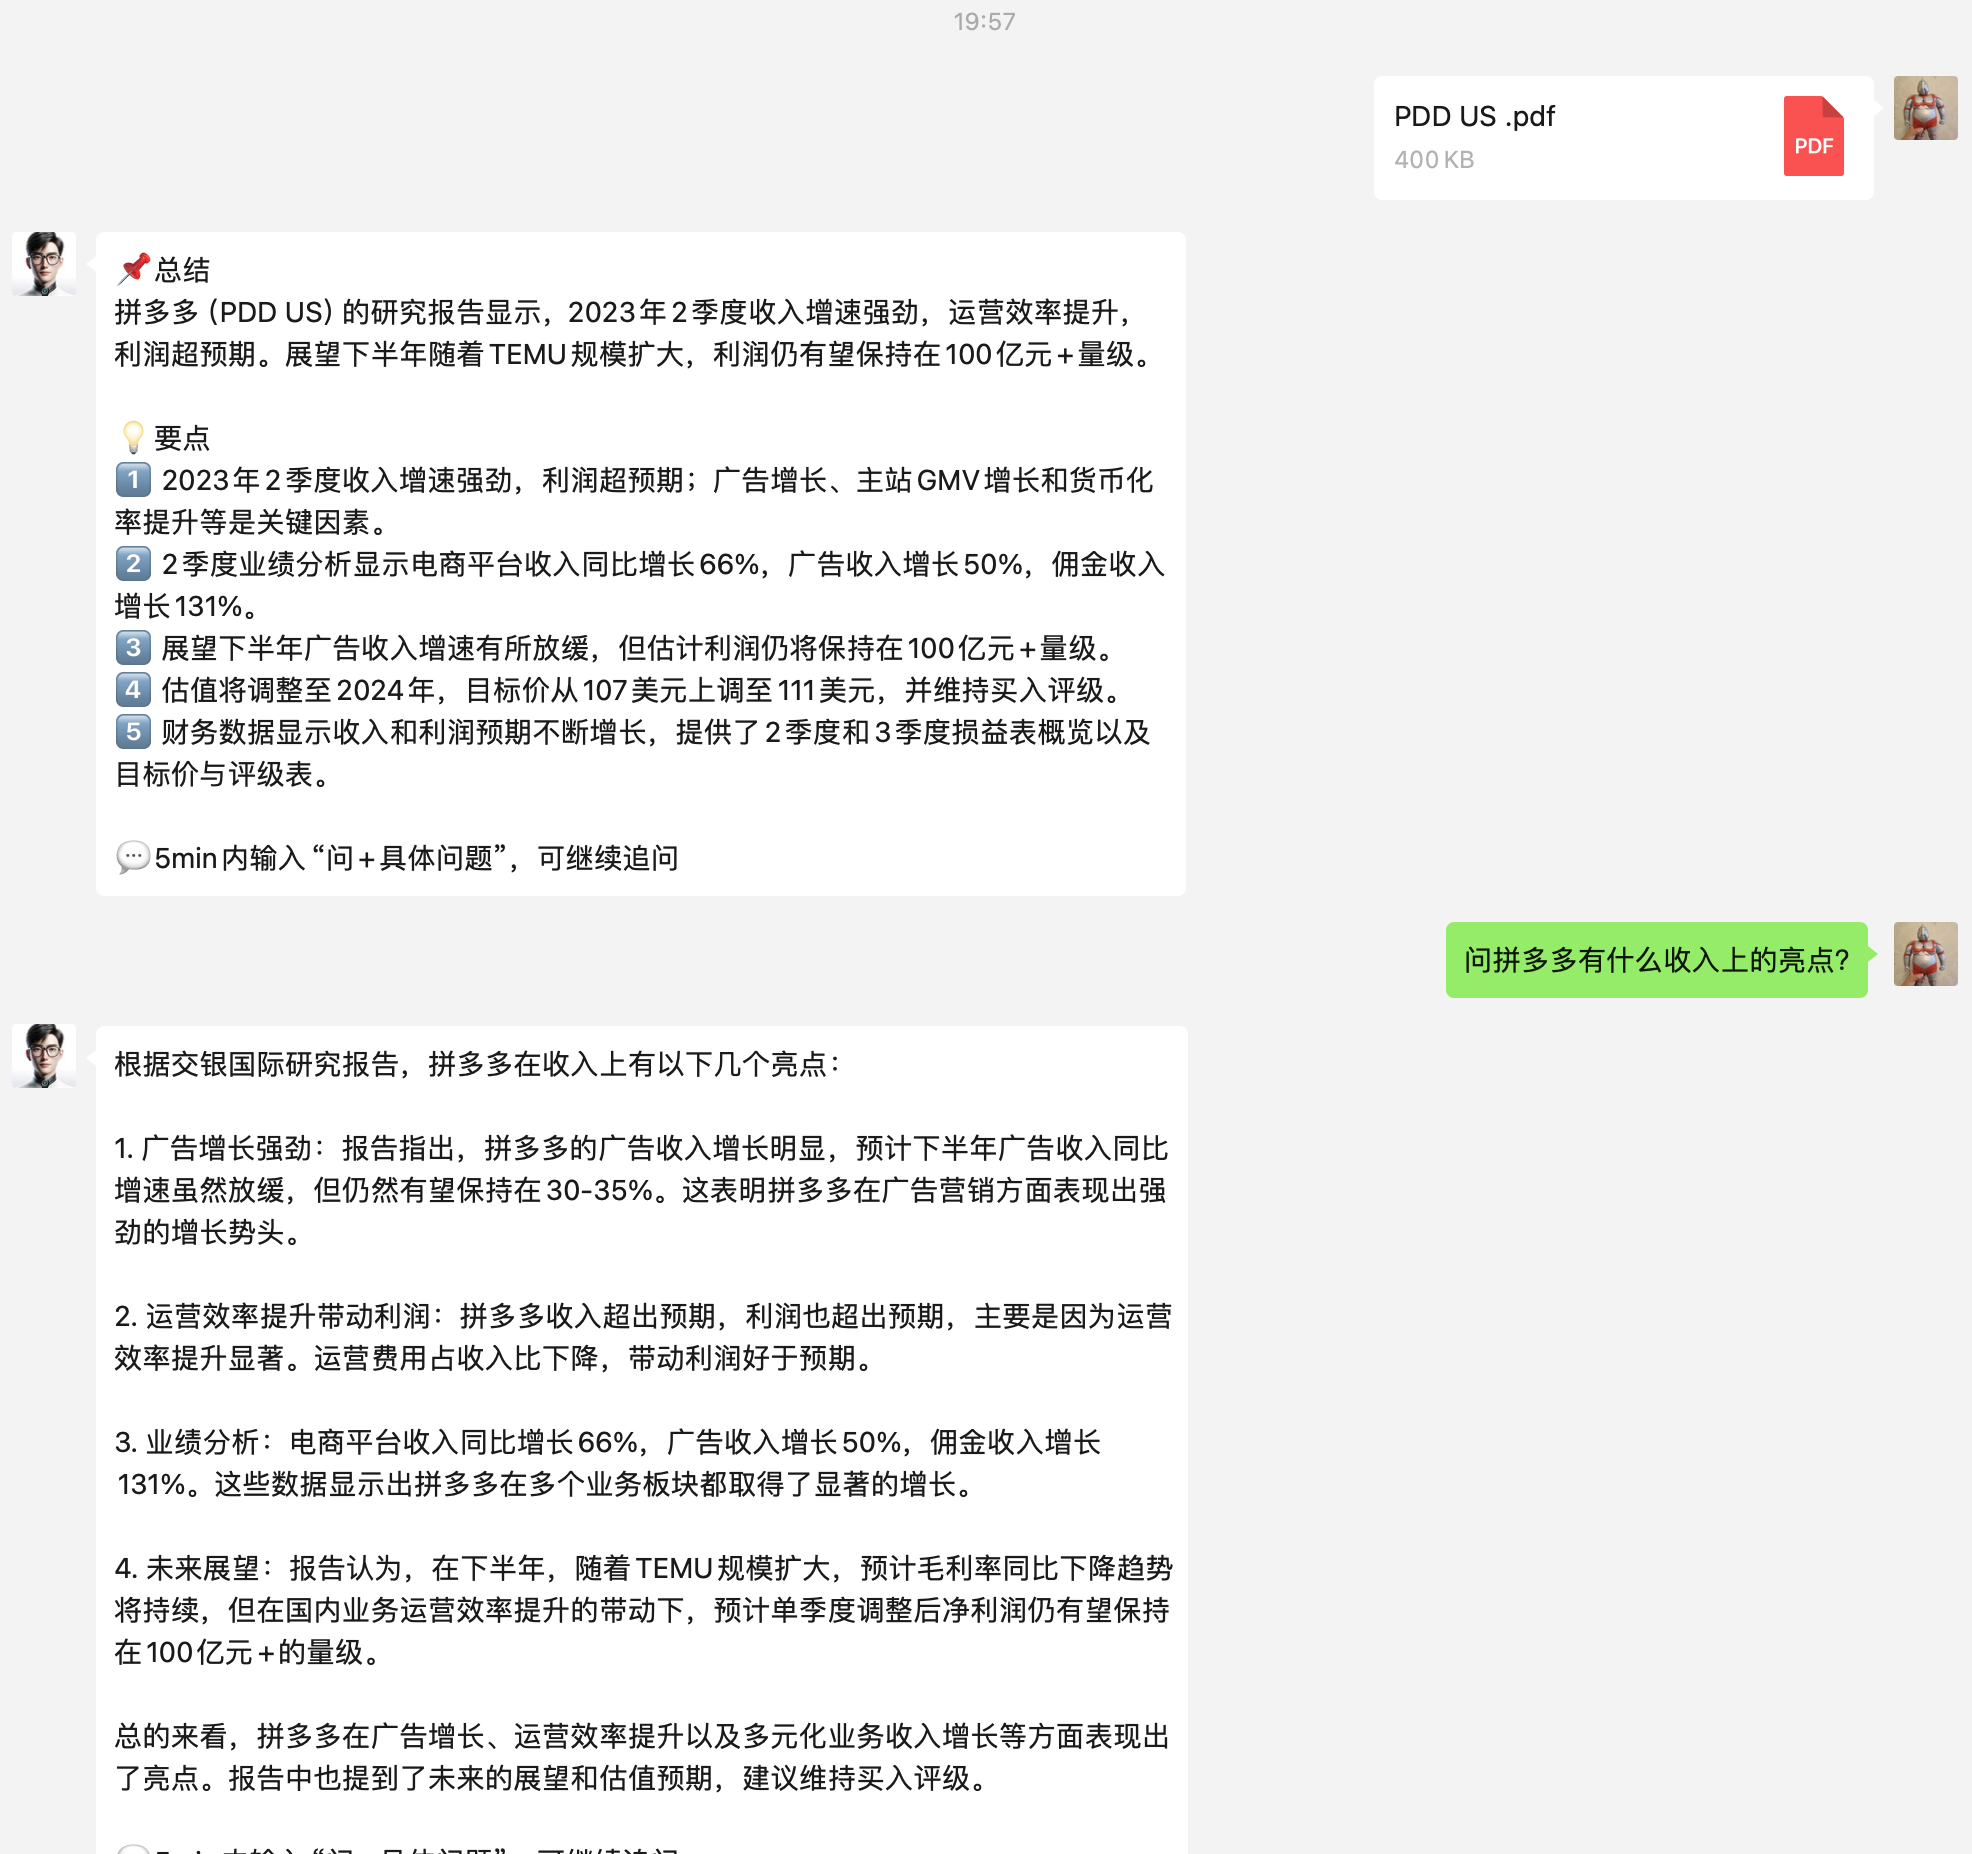 19:57
PDD US .pdf
400 KB
PDF
📌总结
拼多多 (PDD US) 的研究报告显示，2023年2季度收入增速强劲，运营效率提升，
利润超预期。展望下半年随着TEMU规模扩大，利润仍有望保持在100亿元+量级。
💡要点
1️⃣ 2023年2季度收入增速强劲，利润超预期；广告增长、主站GMV增长和货币化
率提升等是关键因素。
2️⃣ 2季度业绩分析显示电商平台收入同比增长66%，广告收入增长50%，佣金收入
增长131%。
3️⃣ 展望下半年广告收入增速有所放缓，但估计利润仍将保持在100亿元+量级。
4️⃣ 估值将调整至2024年，目标价从107美元上调至111美元，并维持买入评级。
5️⃣ 财务数据显示收入和利润预期不断增长，提供了2季度和3季度损益表概览以及
目标价与评级表。
💬5min内输入“问+具体问题”，可继续追问
问拼多多有什么收入上的亮点?
根据交银国际研究报告，拼多多在收入上有以下几个亮点：
1. 广告增长强劲：报告指出，拼多多的广告收入增长明显，预计下半年广告收入同比
增速虽然放缓，但仍然有望保持在30-35%。这表明拼多多在广告营销方面表现出强
劲的增长势头。
2. 运营效率提升带动利润：拼多多收入超出预期，利润也超出预期，主要是因为运营
效率提升显著。运营费用占收入比下降，带动利润好于预期。
3. 业绩分析：电商平台收入同比增长66%，广告收入增长50%，佣金收入增长
131%。这些数据显示出拼多多在多个业务板块都取得了显著的增长。
4. 未来展望：报告认为，在下半年，随着TEMU规模扩大，预计毛利率同比下降趋势
将持续，但在国内业务运营效率提升的带动下，预计单季度调整后净利润仍有望保持
在100亿元+的量级。
总的来看，拼多多在广告增长、运营效率提升以及多元化业务收入增长等方面表现出
了亮点。报告中也提到了未来的展望和估值预期，建议维持买入评级。
💬5min内输入“问+具体问题”，可继续追问